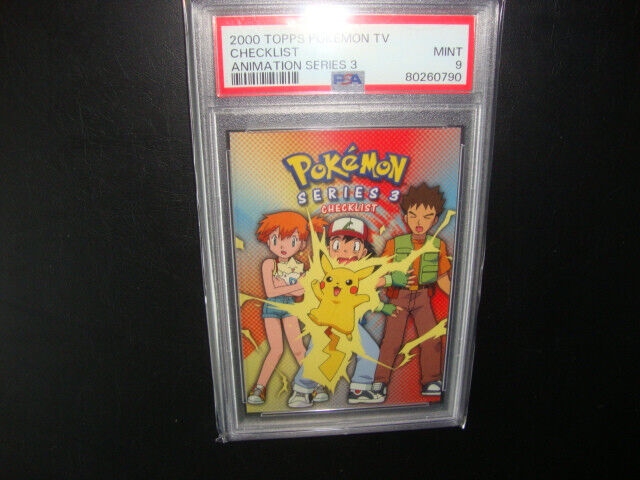 2000 TOPPS POKEMON TV
CHECKLIST MINT
ANIMATION SERIES 3 9
PSA 80260790
POKéMON
SERIES 3
CHECKLIST